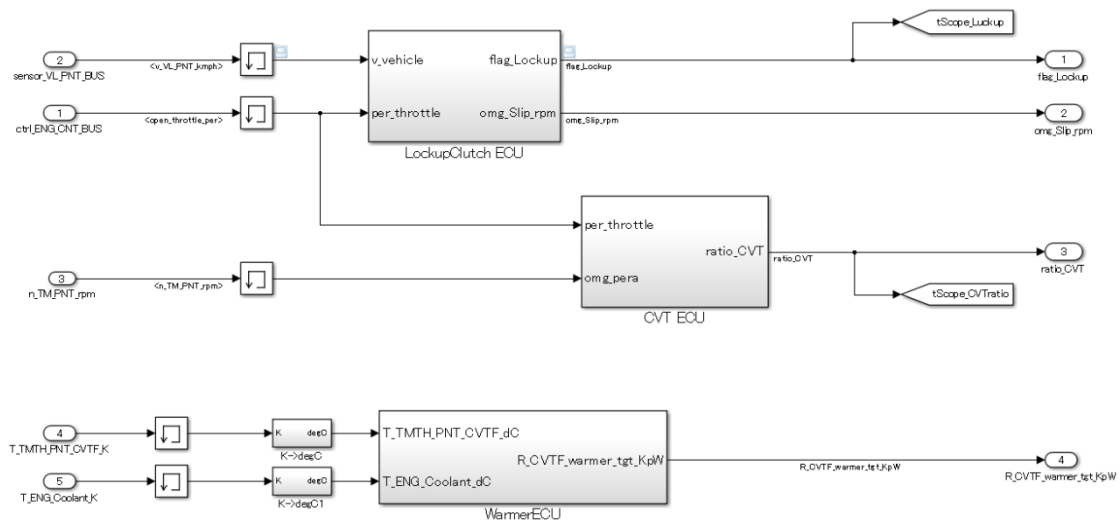 tScope_Luckup
2
sensor_VL_PNT_BUS
<v_VL_PNT_kmph>
v_vehicle
flag_Lockup
flag_Lockup
1
flag_Lockup
1
ctrl_ENG_CNT_BUS
<open_throttle_per>
per_throttle
omg_Slip_rpm
omg_Slip_rpm
2
omg_Slip_rpm
LockupClutch ECU
per_throttle
ratio_CVT
ratio_CVT
3
ratio_CVT
3
n_TM_PNT_rpm
<n_TM_PNT_rpm>
omg_pera
tScope_CVTratio
CVT ECU
4
T_TMTH_PNT_CVTF_K
K degC
K->degC
T_TMTH_PNT_CVTF_dC
R_CVTF_warmer_tgt_KpW
R_CVTF_warmer_tgt_KpW
4
R_CVTF_warmer_tgt_KpW
5
T_ENG_Coolant_K
K degC
K->degC1
T_ENG_Coolant_dC
WarmerECU